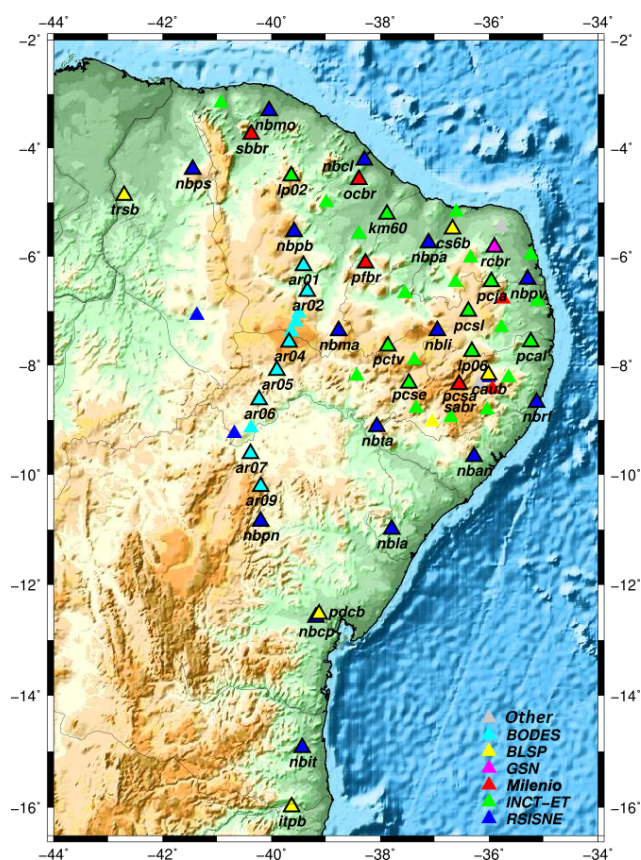 −44 −42 −40 −38 −36 −34
−2 −2
nbmo
sbbr
−4 −4
nbcl
nbps
lp02
ocbr
trsb
km60
nbpb
cs6b
−6 nbpa −6
rcbr
ar01
pfbr
pcja
nbpv
ar02
pcsl
nbma nbli
ar04 pctv pcal
lp06
−8 −8
ar05
pcse pcsa caub
ar06 sabr nbrf
nbta
ar07 nban
−10 −10
ar09
nbpn nbla
−12 −12
pdcb
nbcp
−14 −14
nbit
Other
BODES
BLSP
GSN
Milenio
−16 INCT−ET −16
itpb RSISNE
−44 −42 −40 −38 −36 −34